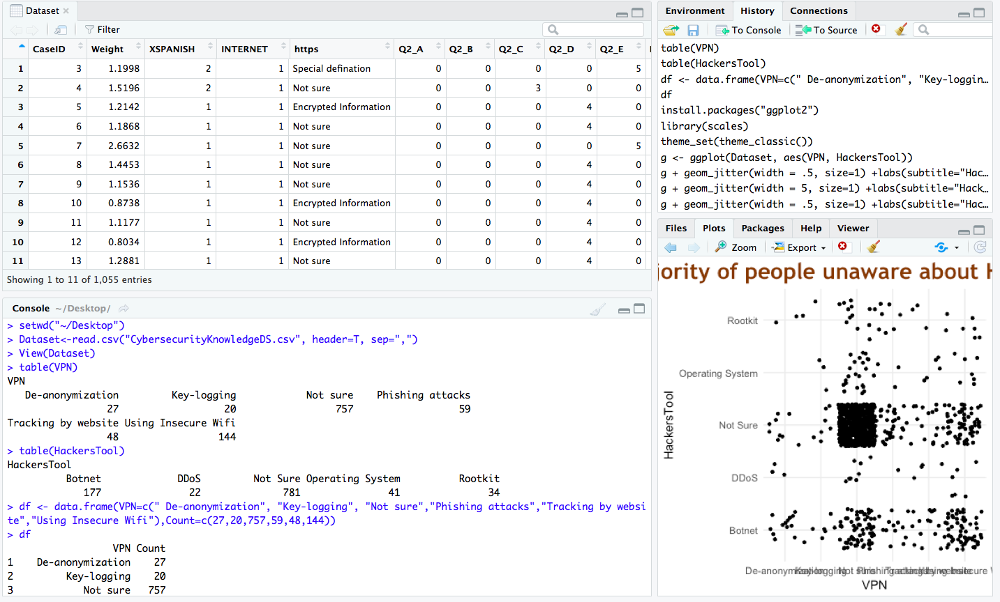 Dataset
Filter
CaseID Weight XSPANISH INTERNET https Q2_A Q2_B Q2_C Q2_D Q2_E
1 3 1.1998 2 1 Special defination 0 0 0 0 5
2 4 1.5196 2 1 Not sure 0 0 3 0 0
3 5 1.2142 1 1 Encrypted Information 0 0 0 4 0
4 6 1.1868 1 1 Not sure 0 0 0 4 0
5 7 2.6632 1 1 Not sure 0 0 0 0 5
6 8 1.4453 1 1 Not sure 0 0 0 4 0
7 9 1.1536 1 1 Not sure 0 0 0 4 0
8 10 0.8738 1 1 Encrypted Information 0 0 0 4 0
9 11 1.1177 1 1 Not sure 0 0 0 4 0
10 12 0.8034 1 1 Encrypted Information 0 0 0 4 0
11 13 1.2881 1 1 Not sure 0 0 0 4 0
Showing 1 to 11 of 1,055 entries
Console ~/Desktop/
> setwd("~/Desktop")
> Dataset<-read.csv("CybersecurityKnowledgeDS.csv", header=T, sep=",")
> View(Dataset)
> table(VPN)
VPN
De-anonymization Key-logging Not sure Phishing attacks
27 20 757 59
Tracking by website Using Insecure Wifi
48 144
> table(HackersTool)
HackersTool
Botnet DDoS Not Sure Operating System Rootkit
177 22 781 41 34
> df <- data.frame(VPN=c(" De-anonymization", "Key-logging", "Not sure","Phishing attacks","Tracking by websi
te","Using Insecure Wifi"),Count=c(27,20,757,59,48,144))
> df
VPN Count
1 De-anonymization 27
2 Key-logging 20
3 Not sure 757
Environment History Connections
To Console To Source
table(VPN)
table(HackersTool)
df <- data.frame(VPN=c(" De-anonymization", "Key-loggin…
df
install.packages("ggplot2")
library(scales)
theme_set(theme_classic())
g <- ggplot(Dataset, aes(VPN, HackersTool))
g + geom_jitter(width = .5, size=1) +labs(subtitle="Hac…
g + geom_jitter(width = 5, size=1) +labs(subtitle="Hack…
g + geom_jitter(width = .5, size=1) +labs(subtitle="Hac…
Files Plots Packages Help Viewer
Zoom Export
jority of people unaware about H
Rootkit
Operating System
Not Sure
DDoS
Botnet
HackersTool
De-anonymization Key-logging Not sure
VPN